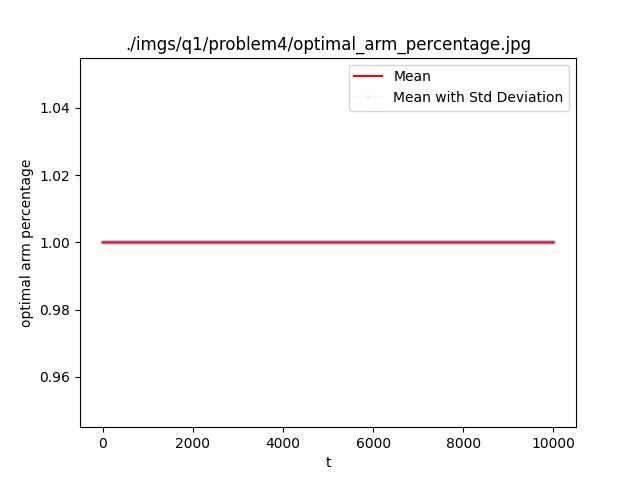 ./imgs/q1/problem4/optimal_arm_percentage.jpg
Mean
Mean with Std Deviation
1.04
1.02
1.00
0.98
0.96
optimal arm percentage
0 2000 4000 6000 8000 10000
t